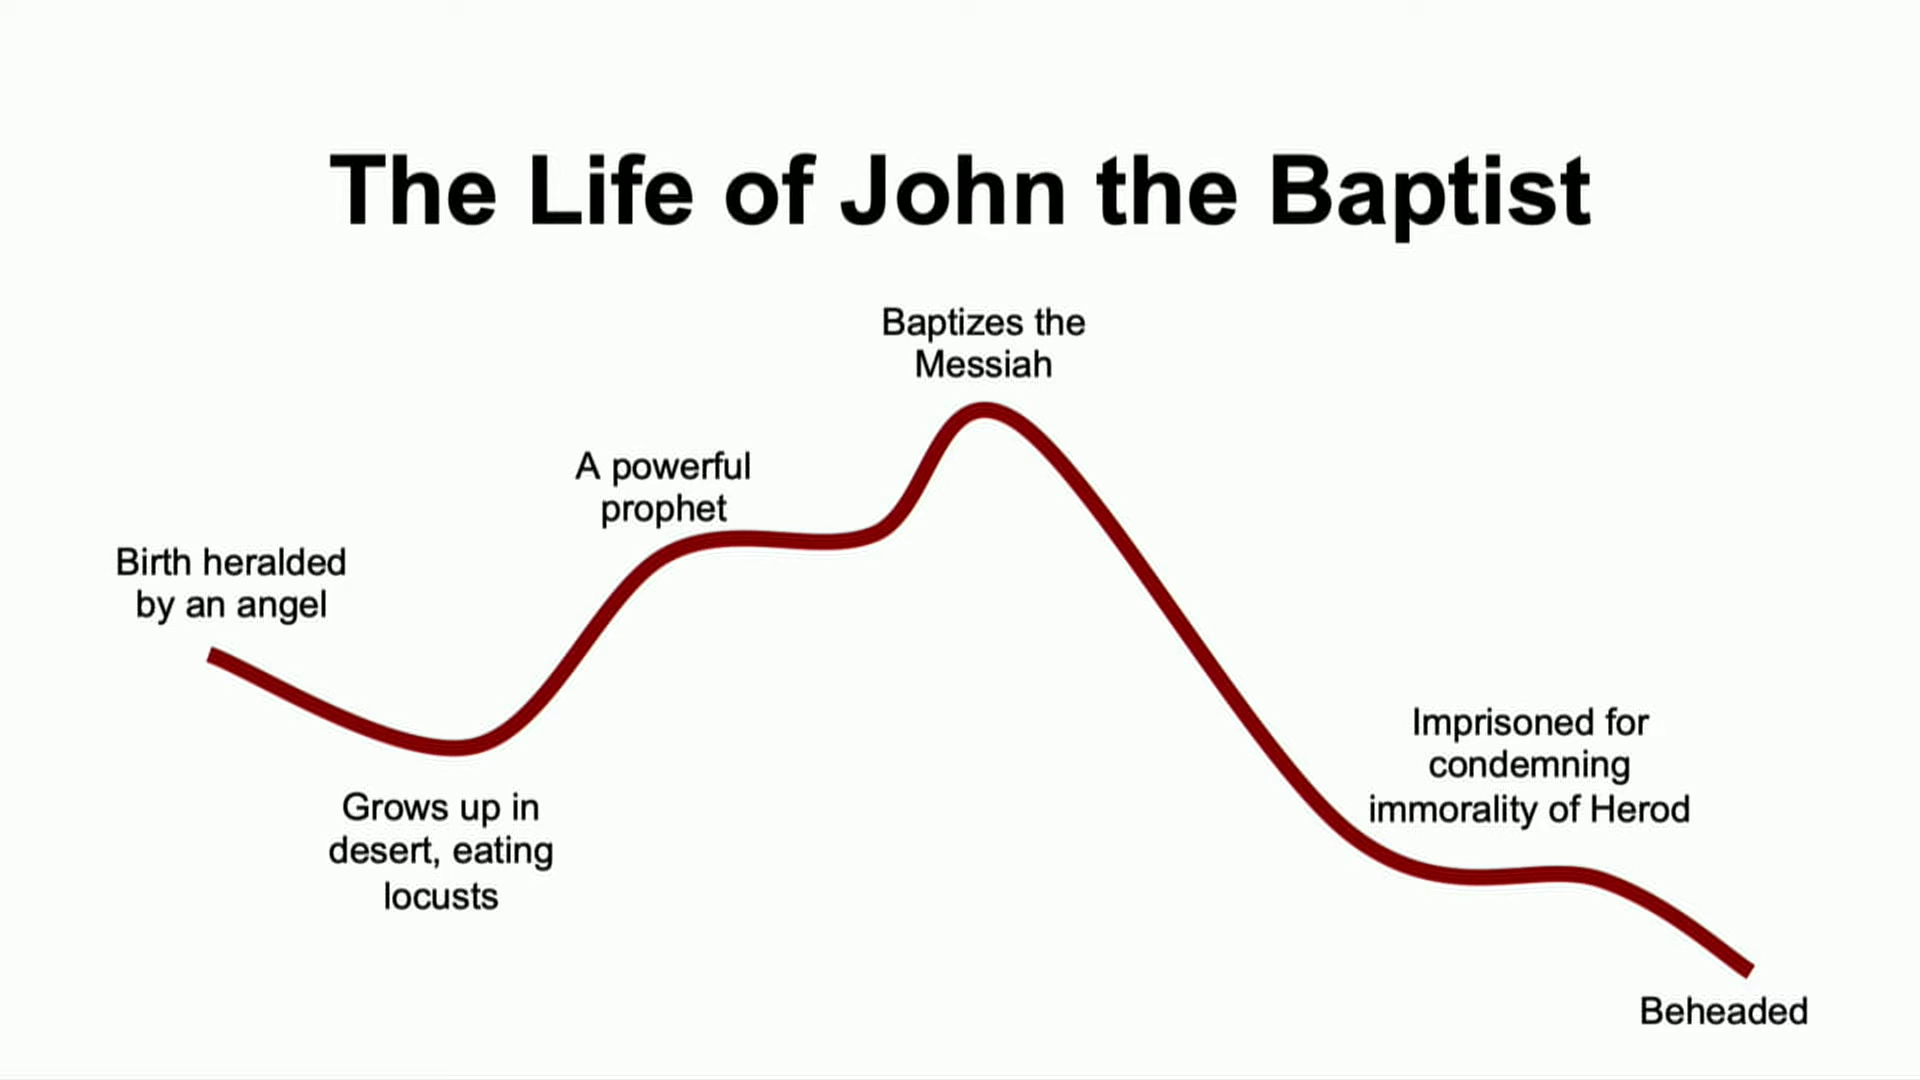 The Life of John the Baptist
Baptizes the
Messiah
A powerful
prophet
Birth heralded
by an angel
Grows up in
desert, eating
locusts
Imprisoned for
condemning
immorality of Herod
Beheaded